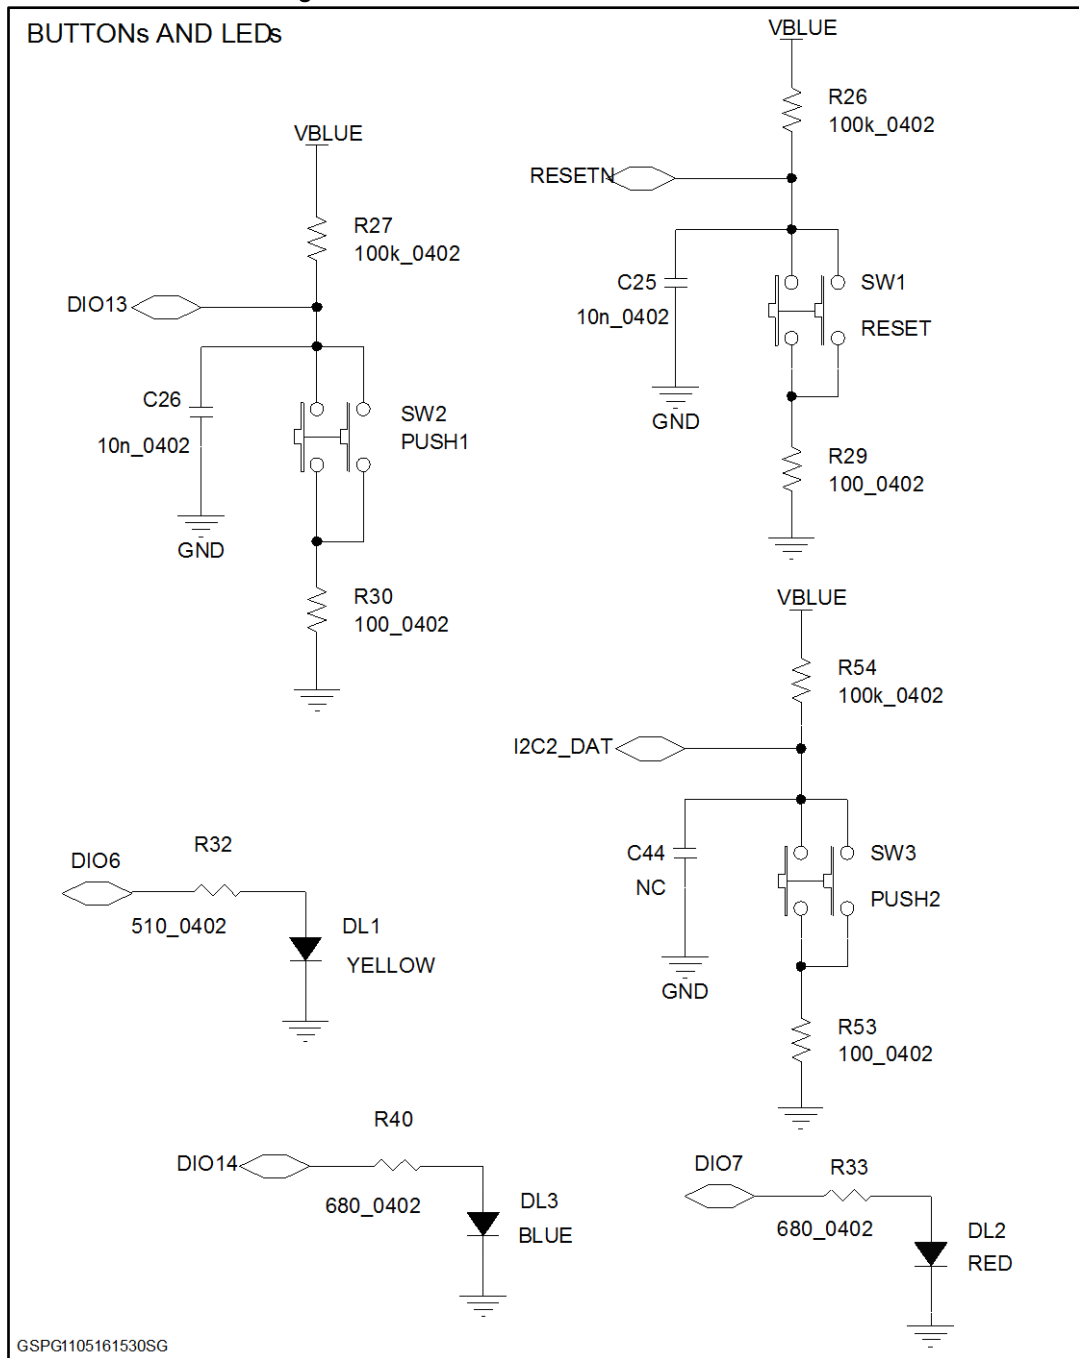 BUTTONs AND LEDs
VBLUE
R26
100k_0402
RESETN
C25
10n_0402
SW1
RESET
GND
R29
100_0402
VBLUE
R27
100k_0402
DIO13
C26
10n_0402
SW2
PUSH1
GND
R30
100_0402
VBLUE
R54
100k_0402
I2C2_DAT
C44
NC
SW3
PUSH2
GND
R53
100_0402
DIO6
R32
510_0402
DL1
YELLOW
DIO14
R40
680_0402
DL3
BLUE
DIO7
R33
680_0402
DL2
RED
GSPG1105161530SG